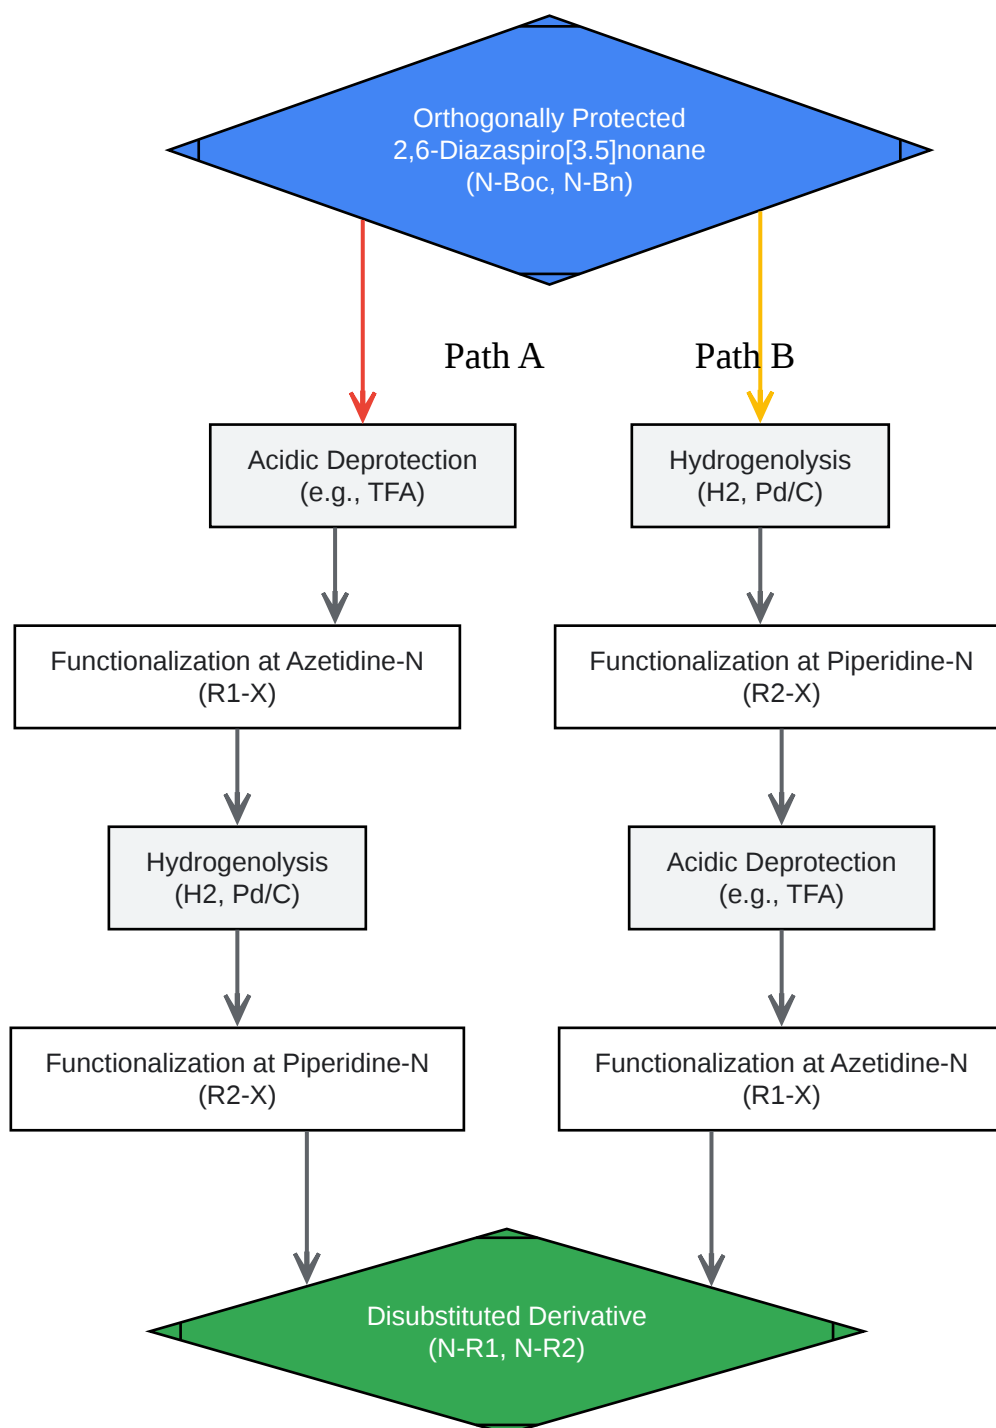 Orthogonally Protected
2,6-Diazaspiro[3.5]nonane
(N-Boc, N-Bn)
Path A
Path B
Acidic Deprotection
(e.g., TFA)
Hydrogenolysis
(H2, Pd/C)
Functionalization at Azetidine-N
(R1-X)
Functionalization at Piperidine-N
(R2-X)
Hydrogenolysis
(H2, Pd/C)
Acidic Deprotection
(e.g., TFA)
Functionalization at Piperidine-N
(R2-X)
Functionalization at Azetidine-N
(R1-X)
Disubstituted Derivative
(N-R1, N-R2)